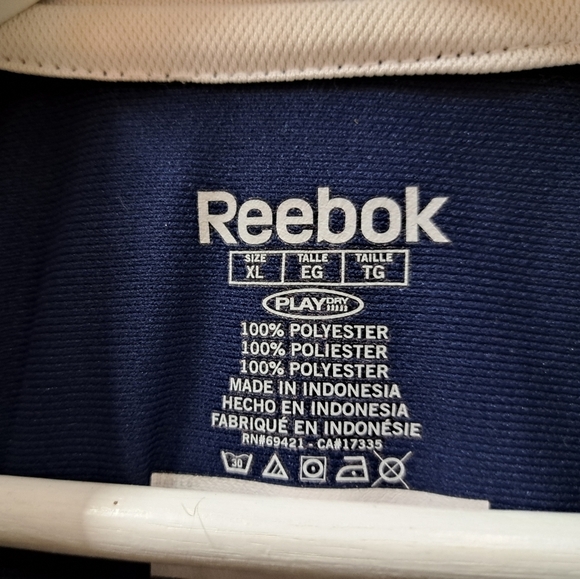 Reebok
SIZE TALLE TAILLE
XL EG TG
PLAYDRY
100% POLYESTER
100% POLIESTER
100% POLYESTER
MADE IN INDONESIA
HECHO EN INDONESIA
FABRIQUÉ EN INDONÉSIE
RN#69421 - CA#17335
30